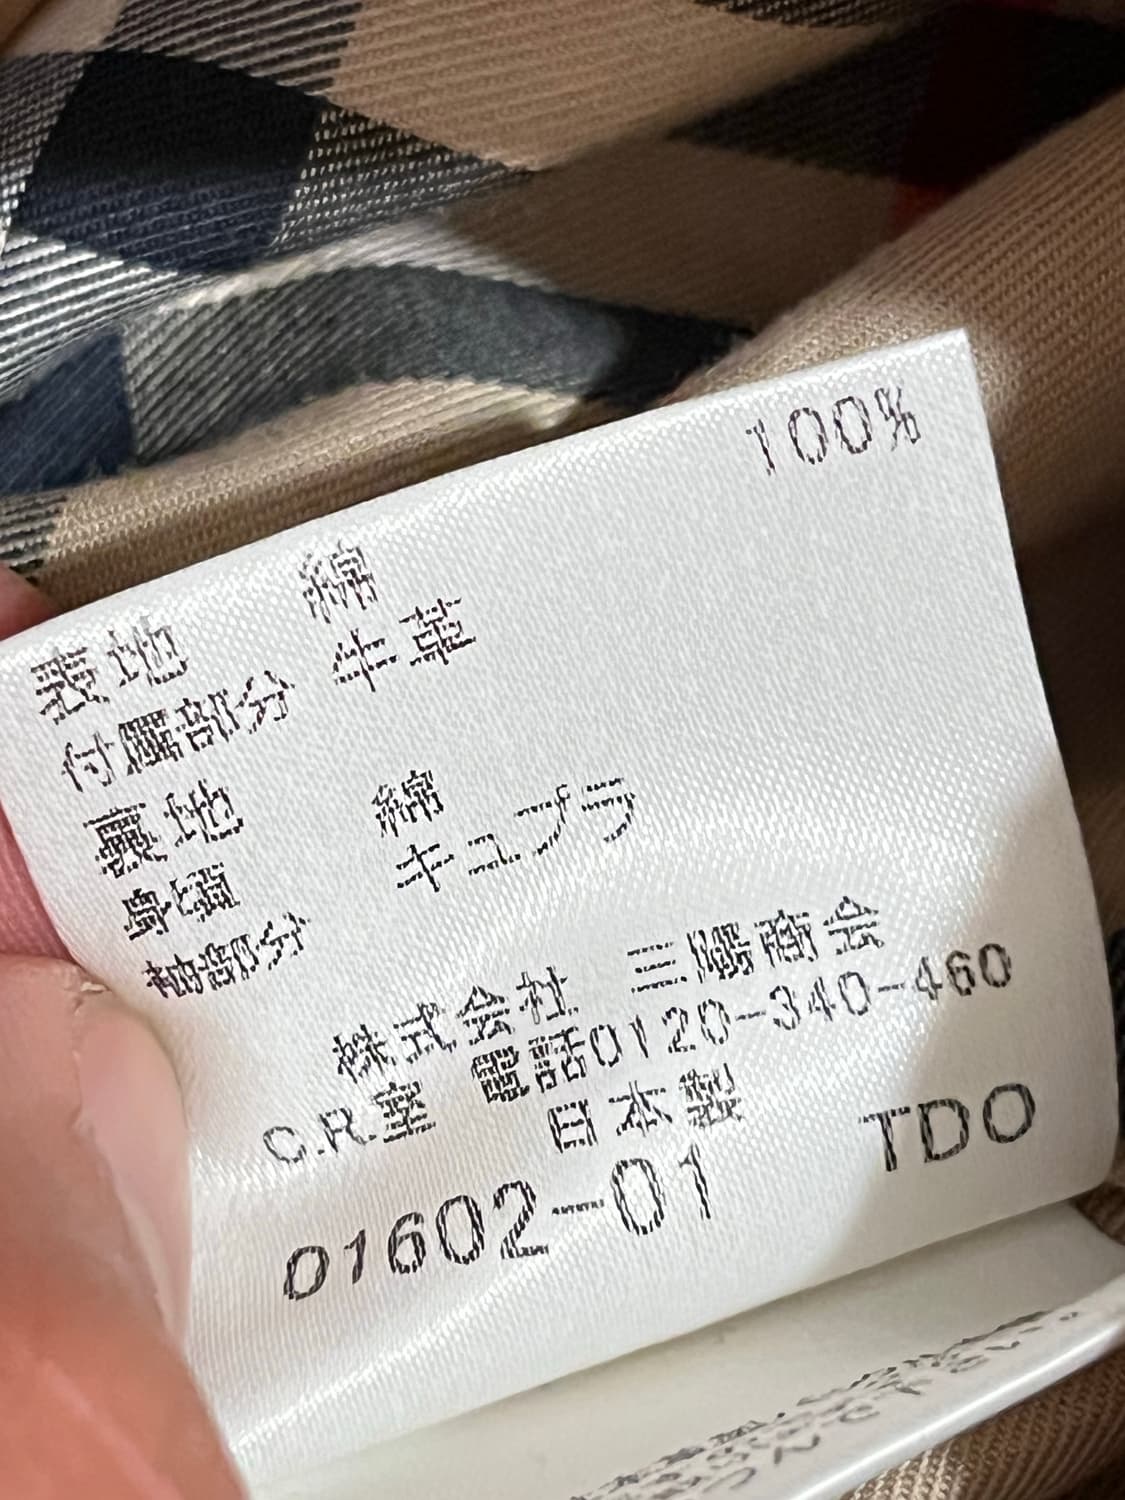 表地 綿 100%
付属部分 牛革
裏地
身頃 綿
袖部分 キュプラ
株式会社 三陽商会
C.R.室 電話0120-340-460
日本製
01602-01 TDO